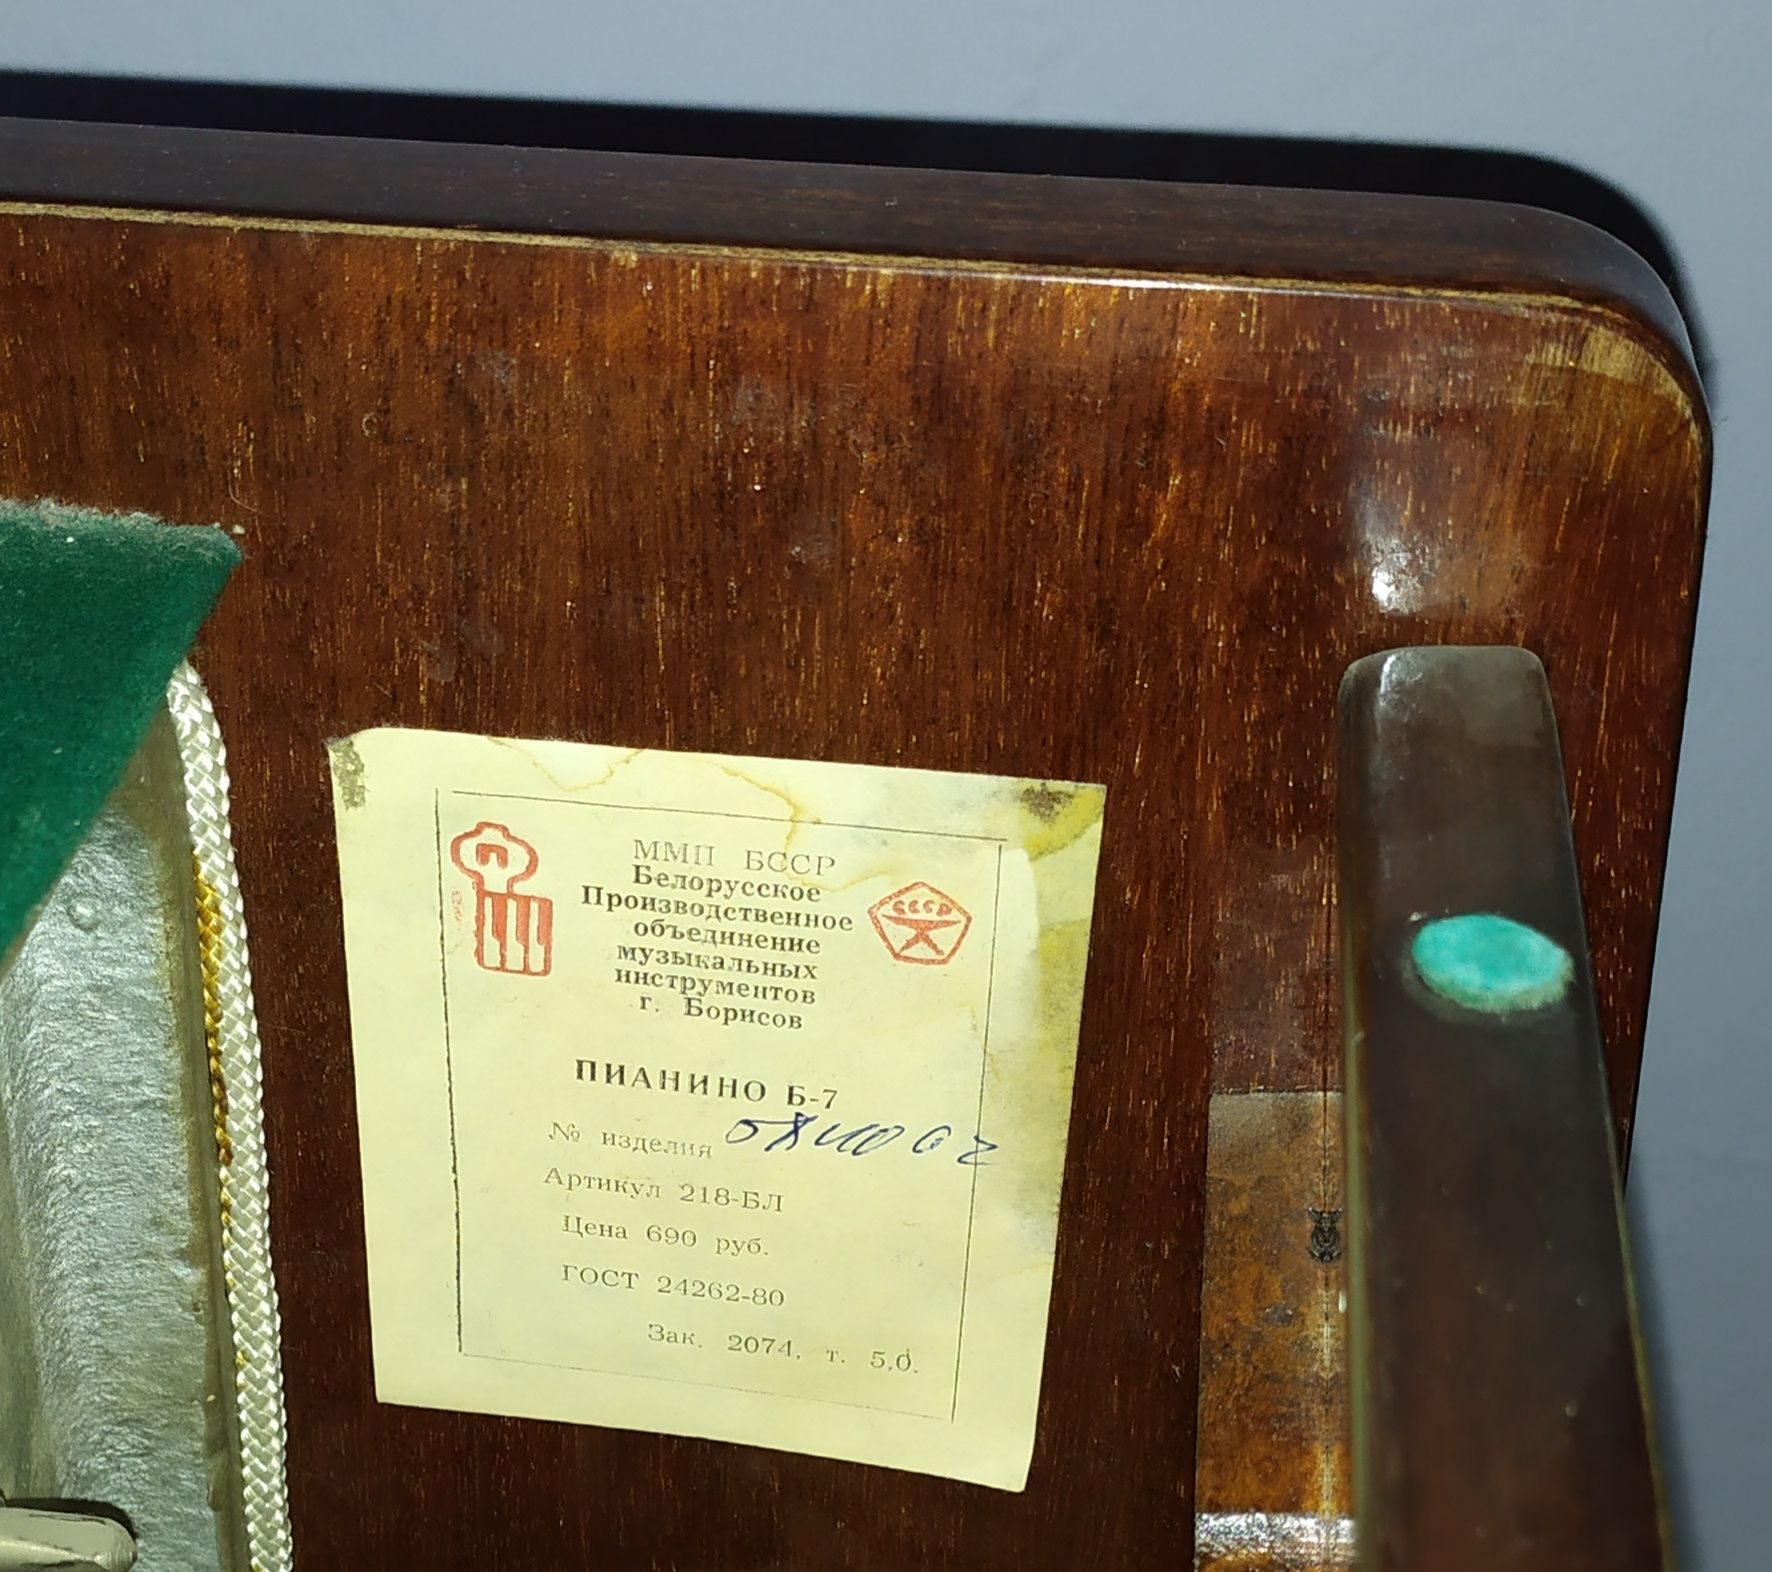 ММП БССР
Белорусское
Производственное
объединение
музыкальных
инструментов
г. Борисов
СССР
ПИАНИНО Б-7
№ изделия
Артикул 218-БЛ
Цена 690 руб.
ГОСТ 24262-80
Зак. 2074, т. 5,0.